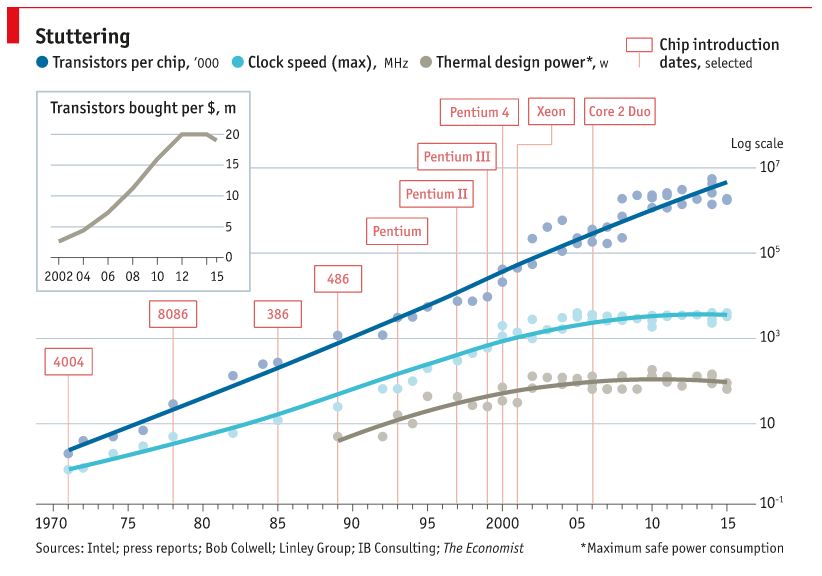 Stuttering
Transistors per chip, '000
Clock speed (max), MHz
Thermal design power*, w
Chip introduction
dates, selected
Transistors bought per $, m
20
15
10
5
0
2002 04 06 08 10 12 15
Log scale
10⁷
10⁵
10³
10
10⁻¹
4004
8086
386
486
Pentium
Pentium II
Pentium III
Pentium 4
Xeon
Core 2 Duo
1970 75 80 85 90 95 2000 05 10 15
Sources: Intel; press reports; Bob Colwell; Linley Group; IB Consulting; The Economist
*Maximum safe power consumption